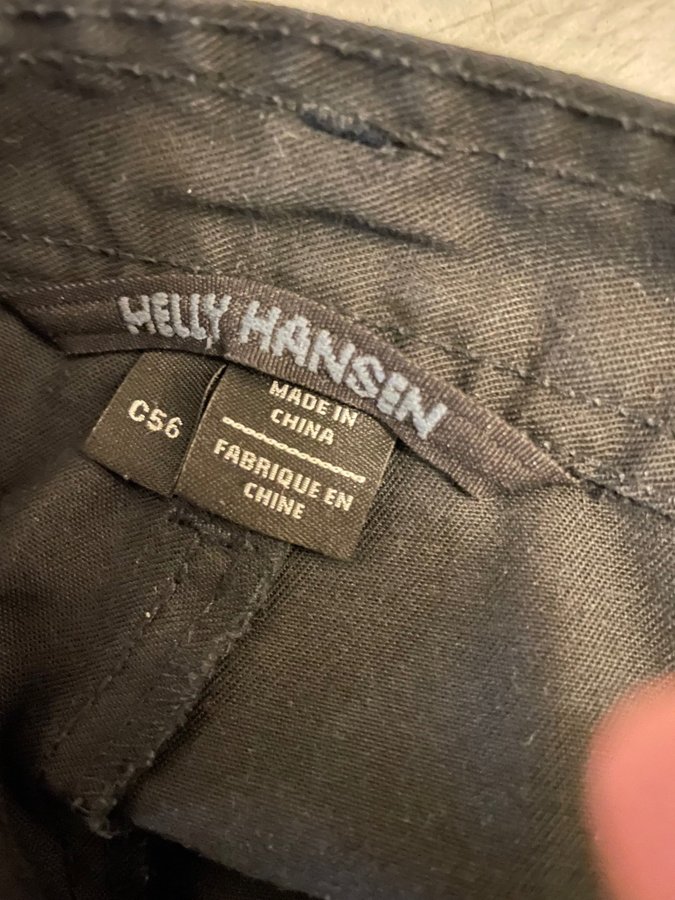 HELLY HANSEN
C56
MADE IN
CHINA
FABRIQUE EN
CHINE